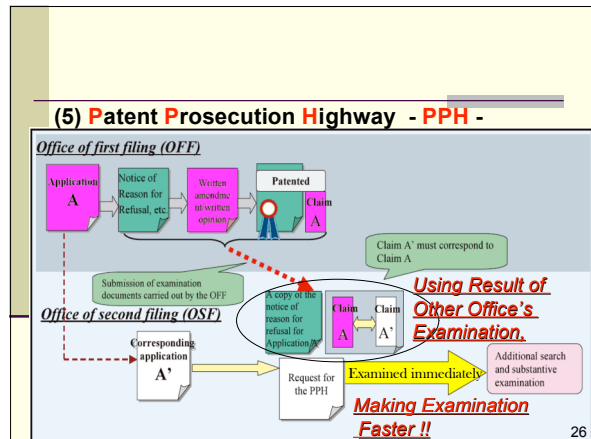 (5) Patent Prosecution Highway - PPH -
Office of first filing (OFF)
Application
A
Notice of
Reason for
Refusal, etc.
Written
amendme
nt/written
opinion
Patented
Claim
A
Claim A' must correspond to
Claim A
Submission of examination
documents carried out by the OFF
Office of second filing (OSF)
A copy of the
notice of
reason for
refusal for
Application A
Claim
A
Claim
A'
Using Result of
Other Office's
Examination,
Corresponding
application
A'
Request for
the PPH
Examined immediately
Additional search
and substantive
examination
Making Examination
Faster !!
26